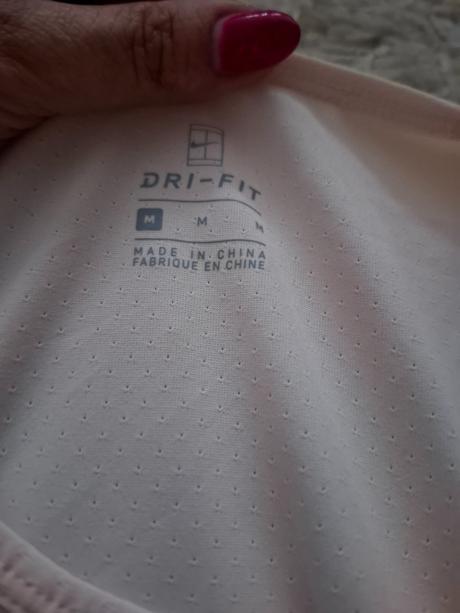 DRI-FIT
M M M
MADE IN CHINA
FABRIQUE EN CHINE